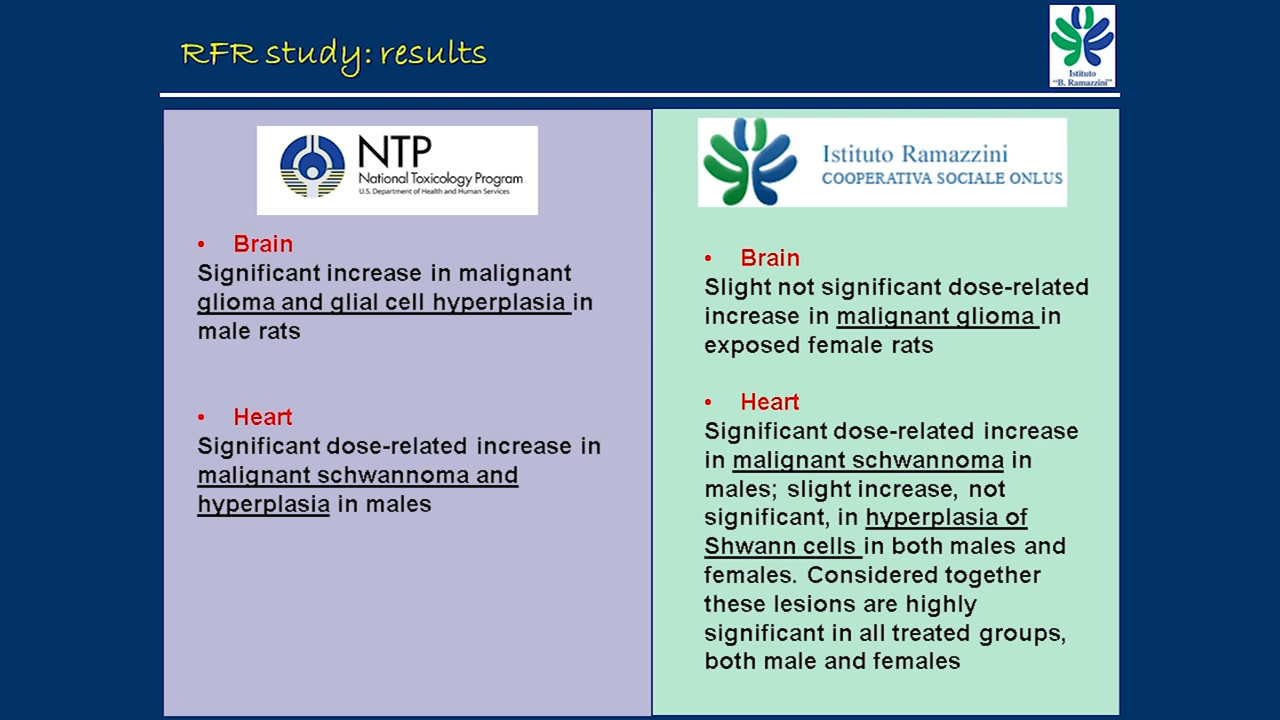 RFR study: results
Istituto
"B. Ramazzini"
NTP
National Toxicology Program
U.S. Department of Health and Human Services
• Brain
Significant increase in malignant
glioma and glial cell hyperplasia in
male rats
• Heart
Significant dose-related increase in
malignant schwannoma and
hyperplasia in males
Istituto Ramazzini
COOPERATIVA SOCIALE ONLUS
• Brain
Slight not significant dose-related
increase in malignant glioma in
exposed female rats
• Heart
Significant dose-related increase
in malignant schwannoma in
males; slight increase, not
significant, in hyperplasia of
Shwann cells in both males and
females. Considered together
these lesions are highly
significant in all treated groups,
both male and females